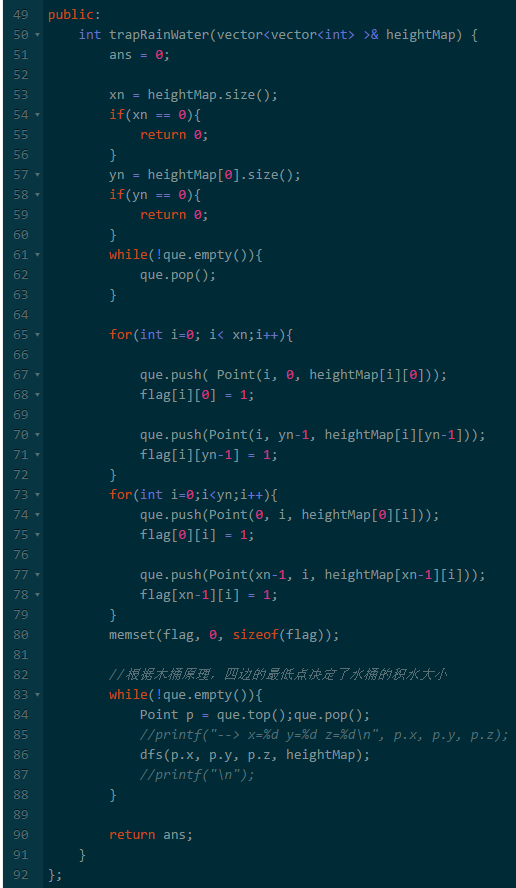 49 public:
50     int trapRainWater(vector<vector<int> >& heightMap) {
51         ans = 0;
52
53         xn = heightMap.size();
54         if(xn == 0){
55             return 0;
56         }
57         yn = heightMap[0].size();
58         if(yn == 0){
59             return 0;
60         }
61         while(!que.empty()){
62             que.pop();
63         }
64
65         for(int i=0; i< xn;i++){
66
67             que.push( Point(i, 0, heightMap[i][0]));
68             flag[i][0] = 1;
69
70             que.push(Point(i, yn-1, heightMap[i][yn-1]));
71             flag[i][yn-1] = 1;
72         }
73         for(int i=0;i<yn;i++){
74             que.push(Point(0, i, heightMap[0][i]));
75             flag[0][i] = 1;
76
77             que.push(Point(xn-1, i, heightMap[xn-1][i]));
78             flag[xn-1][i] = 1;
79         }
80         memset(flag, 0, sizeof(flag));
81
82         //根据木桶原理，四边的最低点决定了水桶的积水大小
83         while(!que.empty()){
84             Point p = que.top();que.pop();
85             //printf("--> x=%d y=%d z=%d\n", p.x, p.y, p.z);
86             dfs(p.x, p.y, p.z, heightMap);
87             //printf("\n");
88         }
89
90         return ans;
91     }
92 };